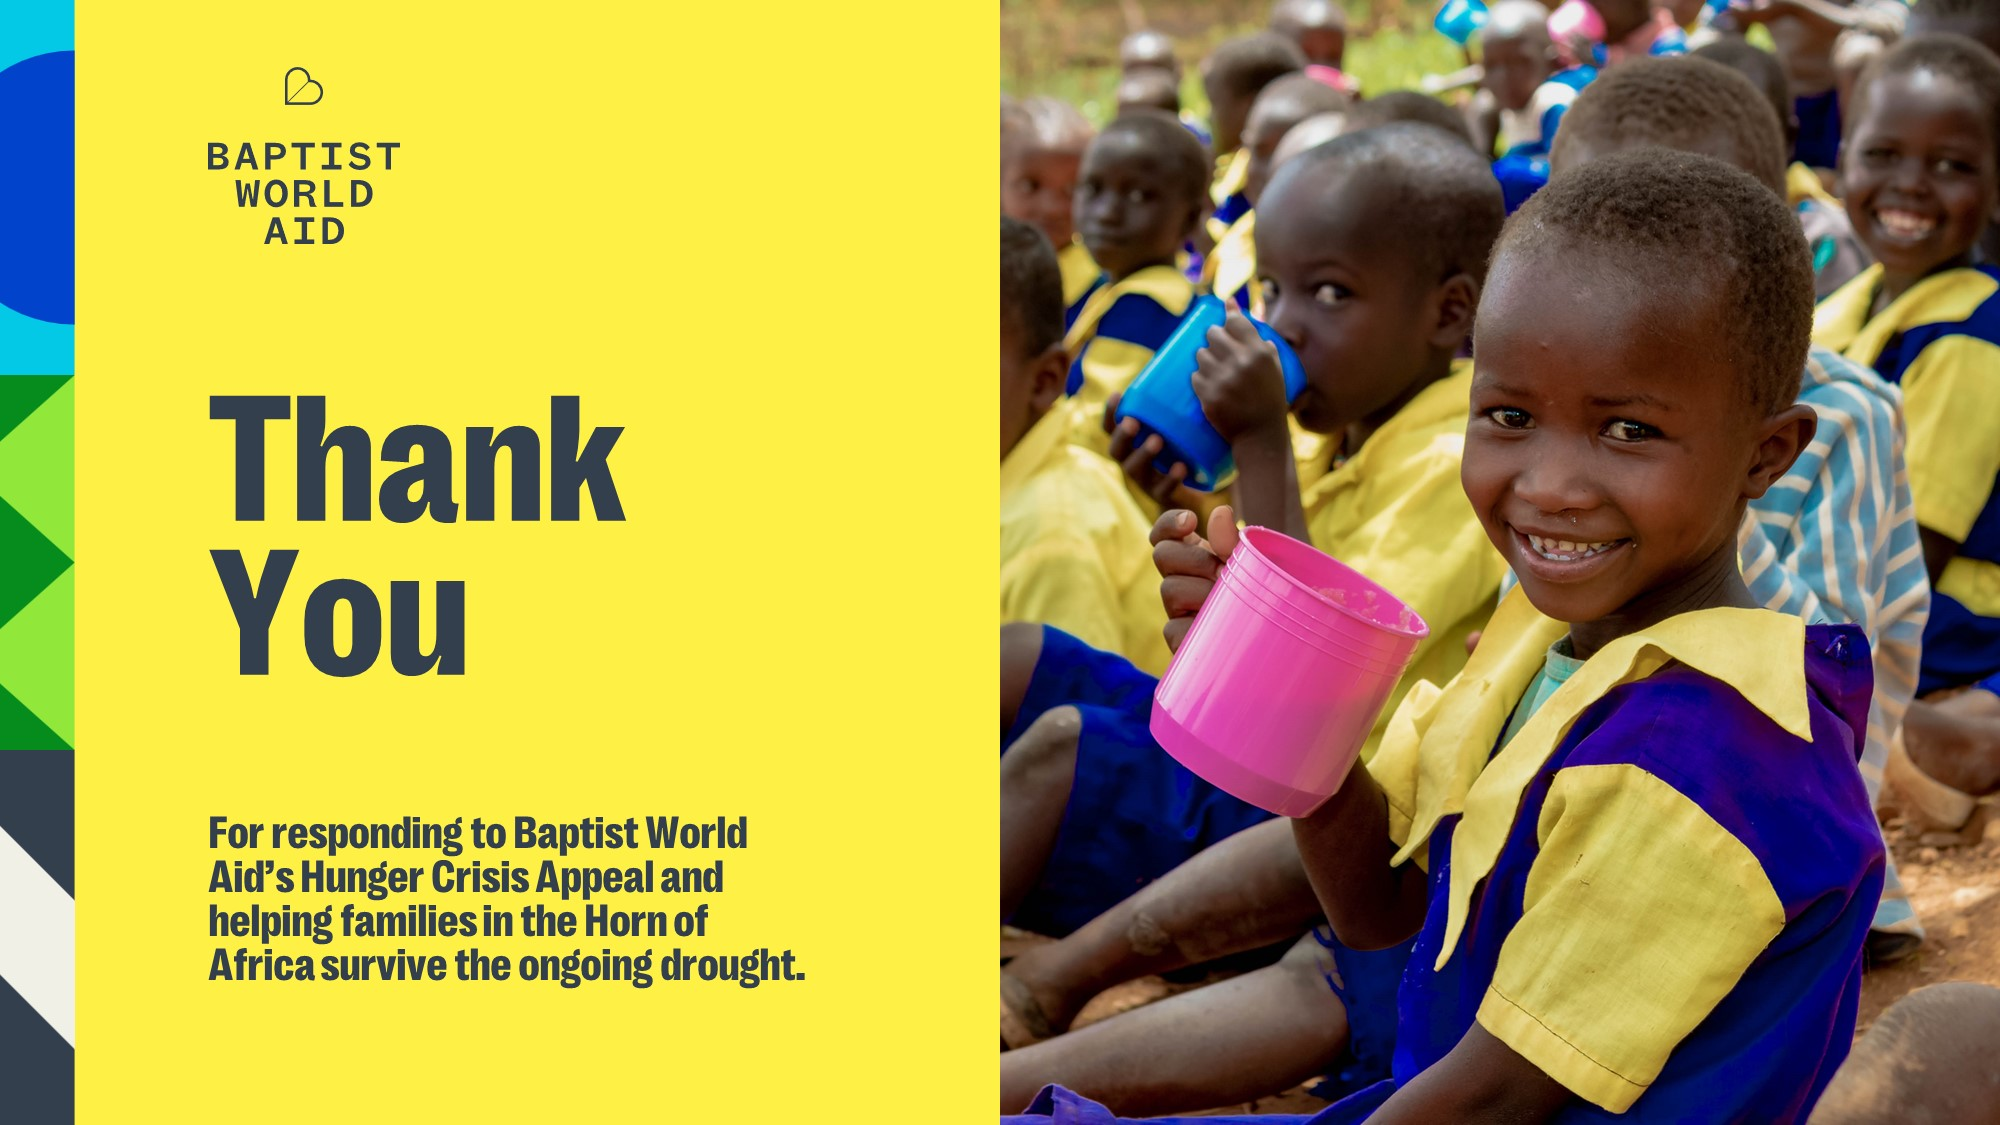 BAPTIST
WORLD
AID
Thank
You
For responding to Baptist World
Aid’s Hunger Crisis Appeal and
helping families in the Horn of
Africa survive the ongoing drought.